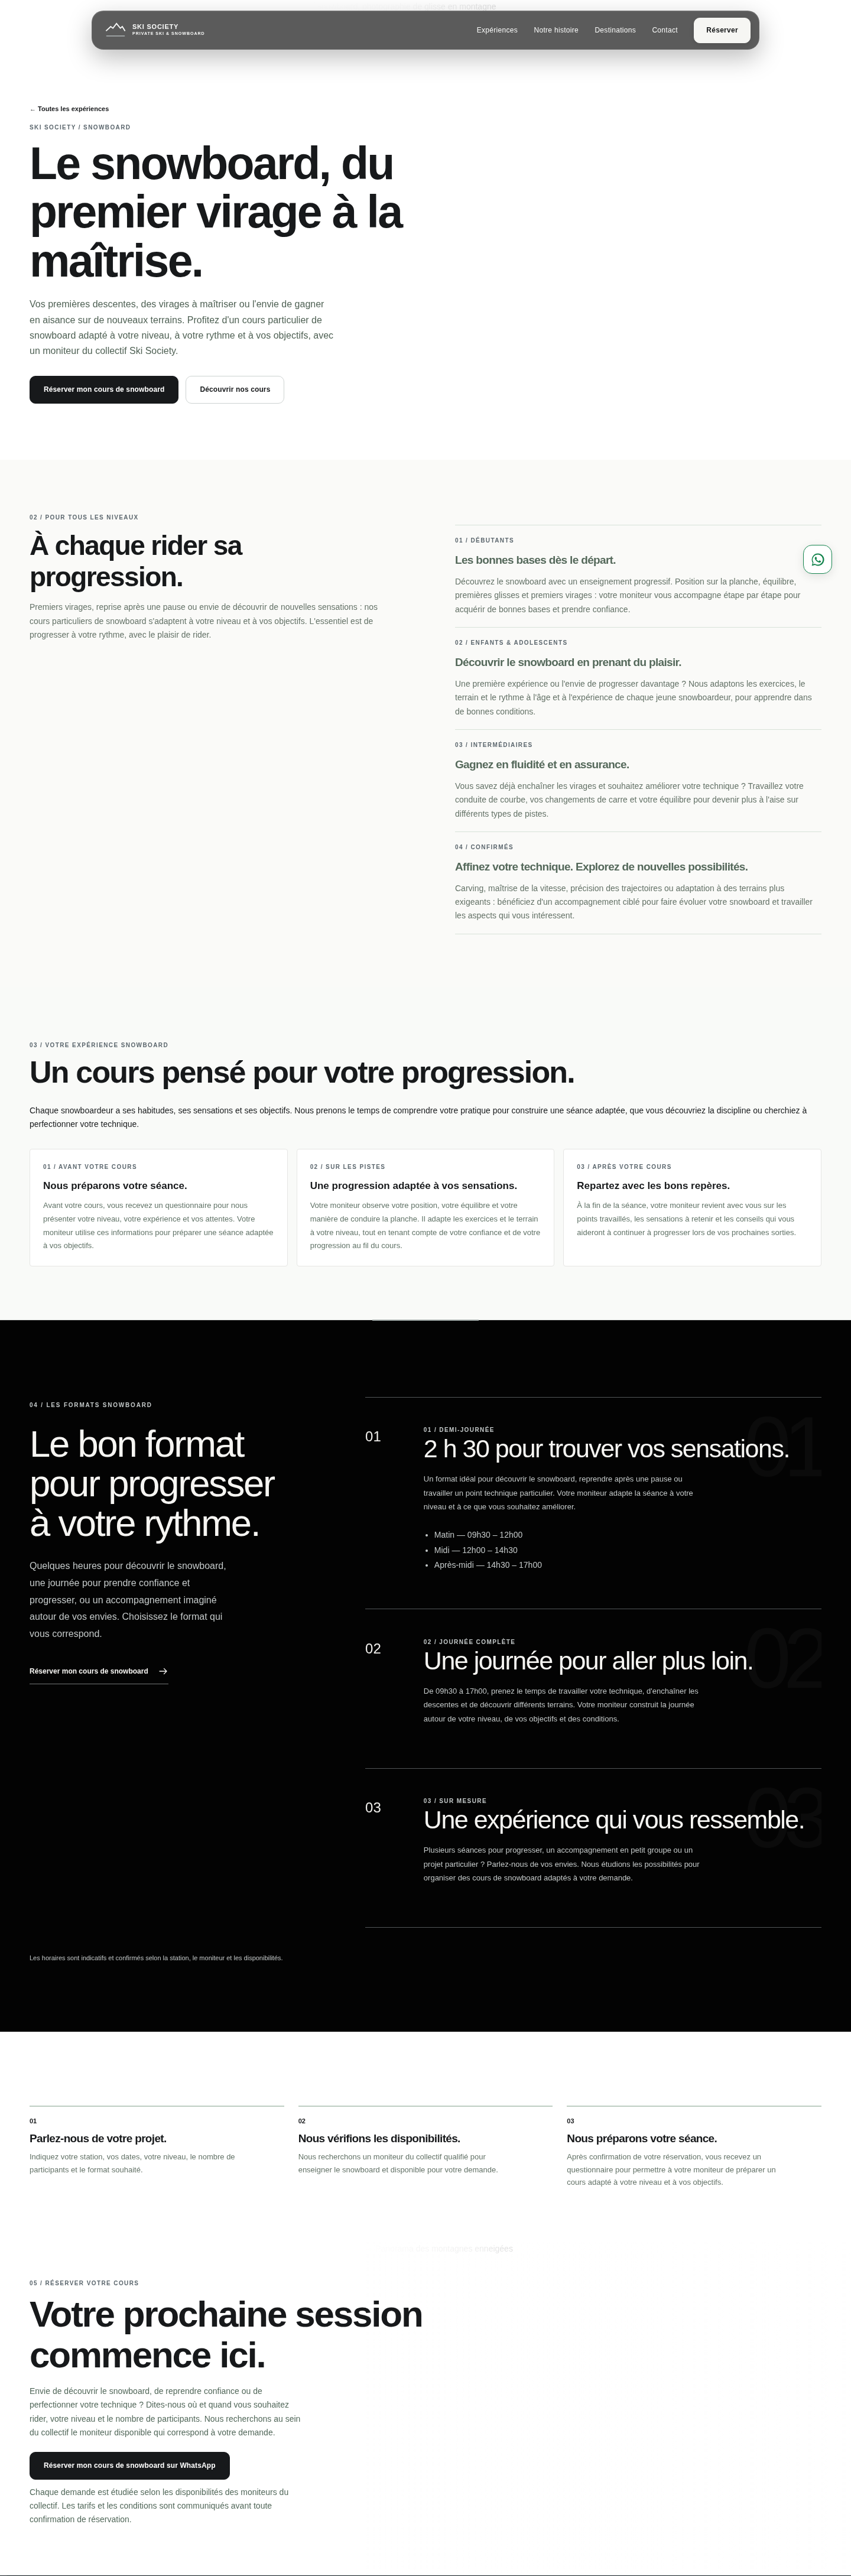 en montagne
SKI SOCIETY
PRIVATE SKI & SNOWBOARD
Expériences
Notre histoire
Destinations
Contact
Réserver
← Toutes les expériences
SKI SOCIETY / SNOWBOARD
Le snowboard, du
premier virage à la
maîtrise.
Vos premières descentes, des virages à maîtriser ou l'envie de gagner
en aisance sur de nouveaux terrains. Profitez d'un cours particulier de
snowboard adapté à votre niveau, à votre rythme et à vos objectifs, avec
un moniteur du collectif Ski Society.
Réserver mon cours de snowboard
Découvrir nos cours
02 / POUR TOUS LES NIVEAUX
À chaque rider sa
progression.
Premiers virages, reprise après une pause ou envie de découvrir de nouvelles sensations : nos
cours particuliers de snowboard s'adaptent à votre niveau et à vos objectifs. L'essentiel est de
progresser à votre rythme, avec le plaisir de rider.
01 / DÉBUTANTS
Les bonnes bases dès le départ.
Découvrez le snowboard avec un enseignement progressif. Position sur la planche, équilibre,
premières glisses et premiers virages : votre moniteur vous accompagne étape par étape pour
acquérir de bonnes bases et prendre confiance.
02 / ENFANTS & ADOLESCENTS
Découvrir le snowboard en prenant du plaisir.
Une première expérience ou l'envie de progresser davantage ? Nous adaptons les exercices, le
terrain et le rythme à l'âge et à l'expérience de chaque jeune snowboardeur, pour apprendre dans
de bonnes conditions.
03 / INTERMÉDIAIRES
Gagnez en fluidité et en assurance.
Vous savez déjà enchaîner les virages et souhaitez améliorer votre technique ? Travaillez votre
conduite de courbe, vos changements de carre et votre équilibre pour devenir plus à l'aise sur
différents types de pistes.
04 / CONFIRMÉS
Affinez votre technique. Explorez de nouvelles possibilités.
Carving, maîtrise de la vitesse, précision des trajectoires ou adaptation à des terrains plus
exigeants : bénéficiez d'un accompagnement ciblé pour faire évoluer votre snowboard et travailler
les aspects qui vous intéressent.
03 / VOTRE EXPÉRIENCE SNOWBOARD
Un cours pensé pour votre progression.
Chaque snowboardeur a ses habitudes, ses sensations et ses objectifs. Nous prenons le temps de comprendre votre pratique pour construire une séance adaptée, que vous découvriez la discipline ou cherchiez à
perfectionner votre technique.
01 / AVANT VOTRE COURS
Nous préparons votre séance.
Avant votre cours, vous recevez un questionnaire pour nous
présenter votre niveau, votre expérience et vos attentes. Votre
moniteur utilise ces informations pour préparer une séance adaptée
à vos objectifs.
02 / SUR LES PISTES
Une progression adaptée à vos sensations.
Votre moniteur observe votre position, votre équilibre et votre
manière de conduire la planche. Il adapte les exercices et le terrain
à votre niveau, tout en tenant compte de votre confiance et de votre
progression au fil du cours.
03 / APRÈS VOTRE COURS
Repartez avec les bons repères.
À la fin de la séance, votre moniteur revient avec vous sur les
points travaillés, les sensations à retenir et les conseils qui vous
aideront à continuer à progresser lors de vos prochaines sorties.
04 / LES FORMATS SNOWBOARD
Le bon format
pour progresser
à votre rythme.
Quelques heures pour découvrir le snowboard,
une journée pour prendre confiance et
progresser, ou un accompagnement imaginé
autour de vos envies. Choisissez le format qui
vous correspond.
Réserver mon cours de snowboard →
01
01
01 / DEMI-JOURNÉE
2 h 30 pour trouver vos sensations.
Un format idéal pour découvrir le snowboard, reprendre après une pause ou
travailler un point technique particulier. Votre moniteur adapte la séance à votre
niveau et à ce que vous souhaitez améliorer.
• Matin — 09h30 – 12h00
• Midi — 12h00 – 14h30
• Après-midi — 14h30 – 17h00
02
02
02 / JOURNÉE COMPLÈTE
Une journée pour aller plus loin.
De 09h30 à 17h00, prenez le temps de travailler votre technique, d'enchaîner les
descentes et de découvrir différents terrains. Votre moniteur construit la journée
autour de votre niveau, de vos objectifs et des conditions.
03
03
03 / SUR MESURE
Une expérience qui vous ressemble.
Plusieurs séances pour progresser, un accompagnement en petit groupe ou un
projet particulier ? Parlez-nous de vos envies. Nous étudions les possibilités pour
organiser des cours de snowboard adaptés à votre demande.
Les horaires sont indicatifs et confirmés selon la station, le moniteur et les disponibilités.
01
Parlez-nous de votre projet.
Indiquez votre station, vos dates, votre niveau, le nombre de
participants et le format souhaité.
02
Nous vérifions les disponibilités.
Nous recherchons un moniteur du collectif qualifié pour
enseigner le snowboard et disponible pour votre demande.
03
Nous préparons votre séance.
Après confirmation de votre réservation, vous recevez un
questionnaire pour permettre à votre moniteur de préparer un
cours adapté à votre niveau et à vos objectifs.
montagnes enneigées
05 / RÉSERVER VOTRE COURS
Votre prochaine session
commence ici.
Envie de découvrir le snowboard, de reprendre confiance ou de
perfectionner votre technique ? Dites-nous où et quand vous souhaitez
rider, votre niveau et le nombre de participants. Nous recherchons au sein
du collectif le moniteur disponible qui correspond à votre demande.
Réserver mon cours de snowboard sur WhatsApp
Chaque demande est étudiée selon les disponibilités des moniteurs du
collectif. Les tarifs et les conditions sont communiqués avant toute
confirmation de réservation.